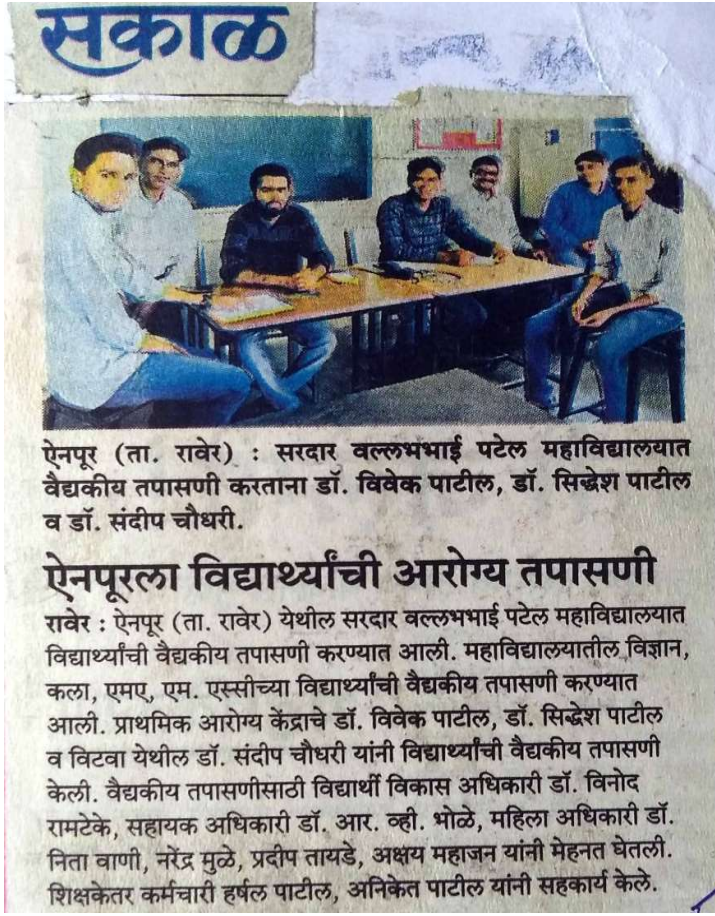 सकाळ
ऐनपूर (ता. रावेर) : सरदार वल्लभभाई पटेल महाविद्यालयात
वैद्यकीय तपासणी करताना डॉ. विवेक पाटील, डॉ. सिद्धेश पाटील
व डॉ. संदीप चौधरी.
ऐनपूरला विद्यार्थ्यांची आरोग्य तपासणी
रावेर : ऐनपूर (ता. रावेर) येथील सरदार वल्लभभाई पटेल महाविद्यालयात
विद्यार्थ्यांची वैद्यकीय तपासणी करण्यात आली. महाविद्यालयातील विज्ञान,
कला, एमए, एम. एस्सीच्या विद्यार्थ्यांची वैद्यकीय तपासणी करण्यात
आली. प्राथमिक आरोग्य केंद्राचे डॉ. विवेक पाटील, डॉ. सिद्धेश पाटील
व विटवा येथील डॉ. संदीप चौधरी यांनी विद्यार्थ्यांची वैद्यकीय तपासणी
केली. वैद्यकीय तपासणीसाठी विद्यार्थी विकास अधिकारी डॉ. विनोद
रामटेके, सहायक अधिकारी डॉ. आर. व्ही. भोळे, महिला अधिकारी डॉ.
निता वाणी, नरेंद्र मुळे, प्रदीप तायडे, अक्षय महाजन यांनी मेहनत घेतली.
शिक्षकेतर कर्मचारी हर्षल पाटील, अनिकेत पाटील यांनी सहकार्य केले.